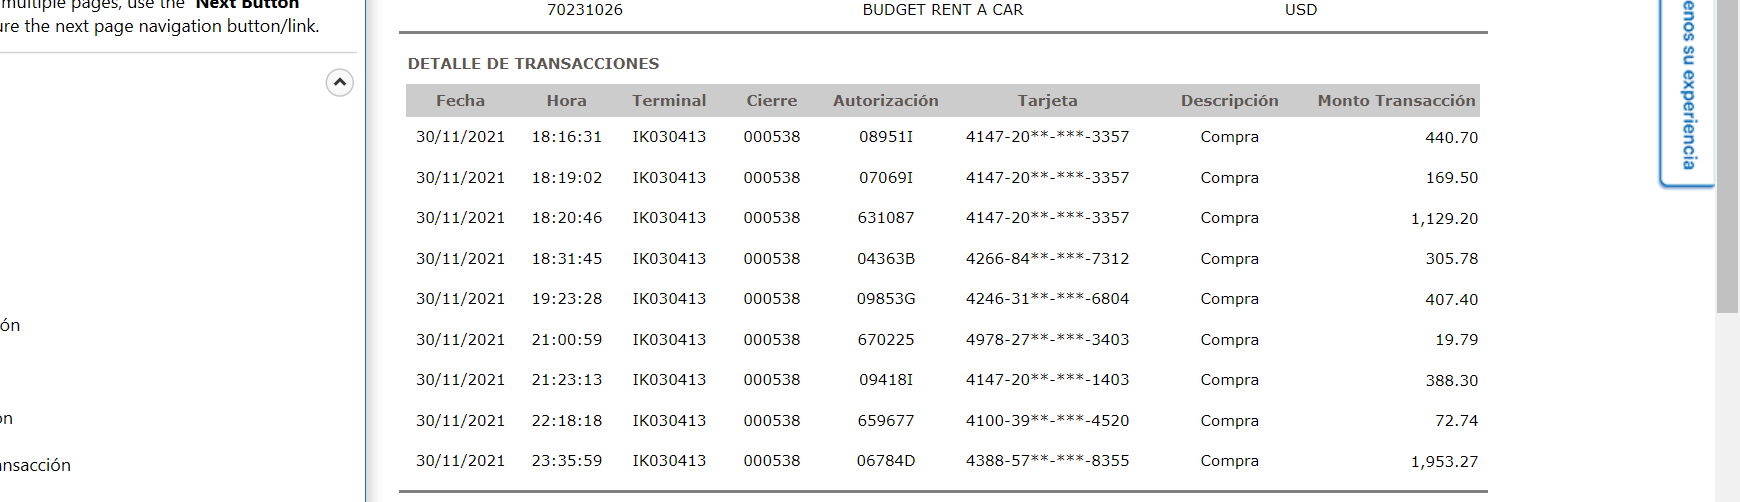 multiple pages, use the "Next Button"
ure the next page navigation button/link.
ón
on
ansacción
70231026 BUDGET RENT A CAR USD
DETALLE DE TRANSACCIONES
Fecha Hora Terminal Cierre Autorización Tarjeta Descripción Monto Transacción
30/11/2021 18:16:31 IK030413 000538 08951I 4147-20**-***-3357 Compra 440.70
30/11/2021 18:19:02 IK030413 000538 07069I 4147-20**-***-3357 Compra 169.50
30/11/2021 18:20:46 IK030413 000538 631087 4147-20**-***-3357 Compra 1,129.20
30/11/2021 18:31:45 IK030413 000538 04363B 4266-84**-***-7312 Compra 305.78
30/11/2021 19:23:28 IK030413 000538 09853G 4246-31**-***-6804 Compra 407.40
30/11/2021 21:00:59 IK030413 000538 670225 4978-27**-***-3403 Compra 19.79
30/11/2021 21:23:13 IK030413 000538 09418I 4147-20**-***-1403 Compra 388.30
30/11/2021 22:18:18 IK030413 000538 659677 4100-39**-***-4520 Compra 72.74
30/11/2021 23:35:59 IK030413 000538 06784D 4388-57**-***-8355 Compra 1,953.27
enos su experiencia